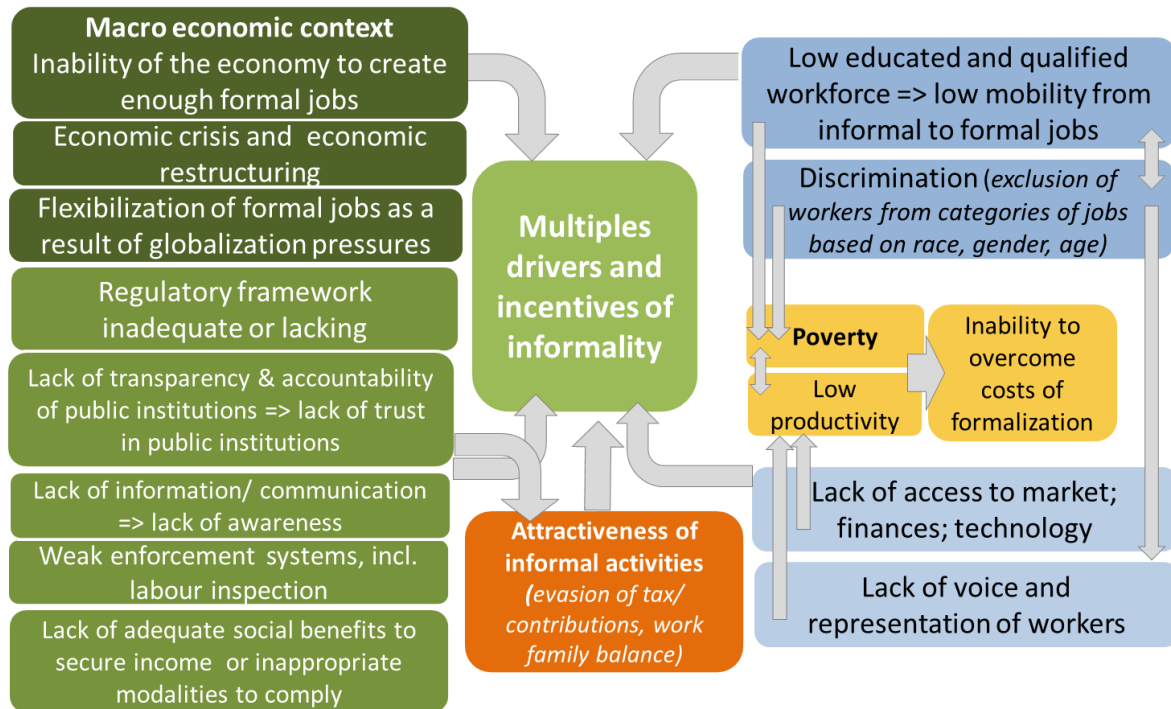 Macro economic context
Inability of the economy to create
enough formal jobs
Economic crisis and economic
restructuring
Flexibilization of formal jobs as a
result of globalization pressures
Regulatory framework
inadequate or lacking
Lack of transparency & accountability
of public institutions => lack of trust
in public institutions
Lack of information/ communication
=> lack of awareness
Weak enforcement systems, incl.
labour inspection
Lack of adequate social benefits to
secure income or inappropriate
modalities to comply
Multiples
drivers and
incentives of
informality
Attractiveness of
informal activities
(evasion of tax/
contributions, work
family balance)
Low educated and qualified
workforce => low mobility from
informal to formal jobs
Discrimination (exclusion of
workers from categories of jobs
based on race, gender, age)
Poverty
Low
productivity
Inability to
overcome
costs of
formalization
Lack of access to market;
finances; technology
Lack of voice and
representation of workers